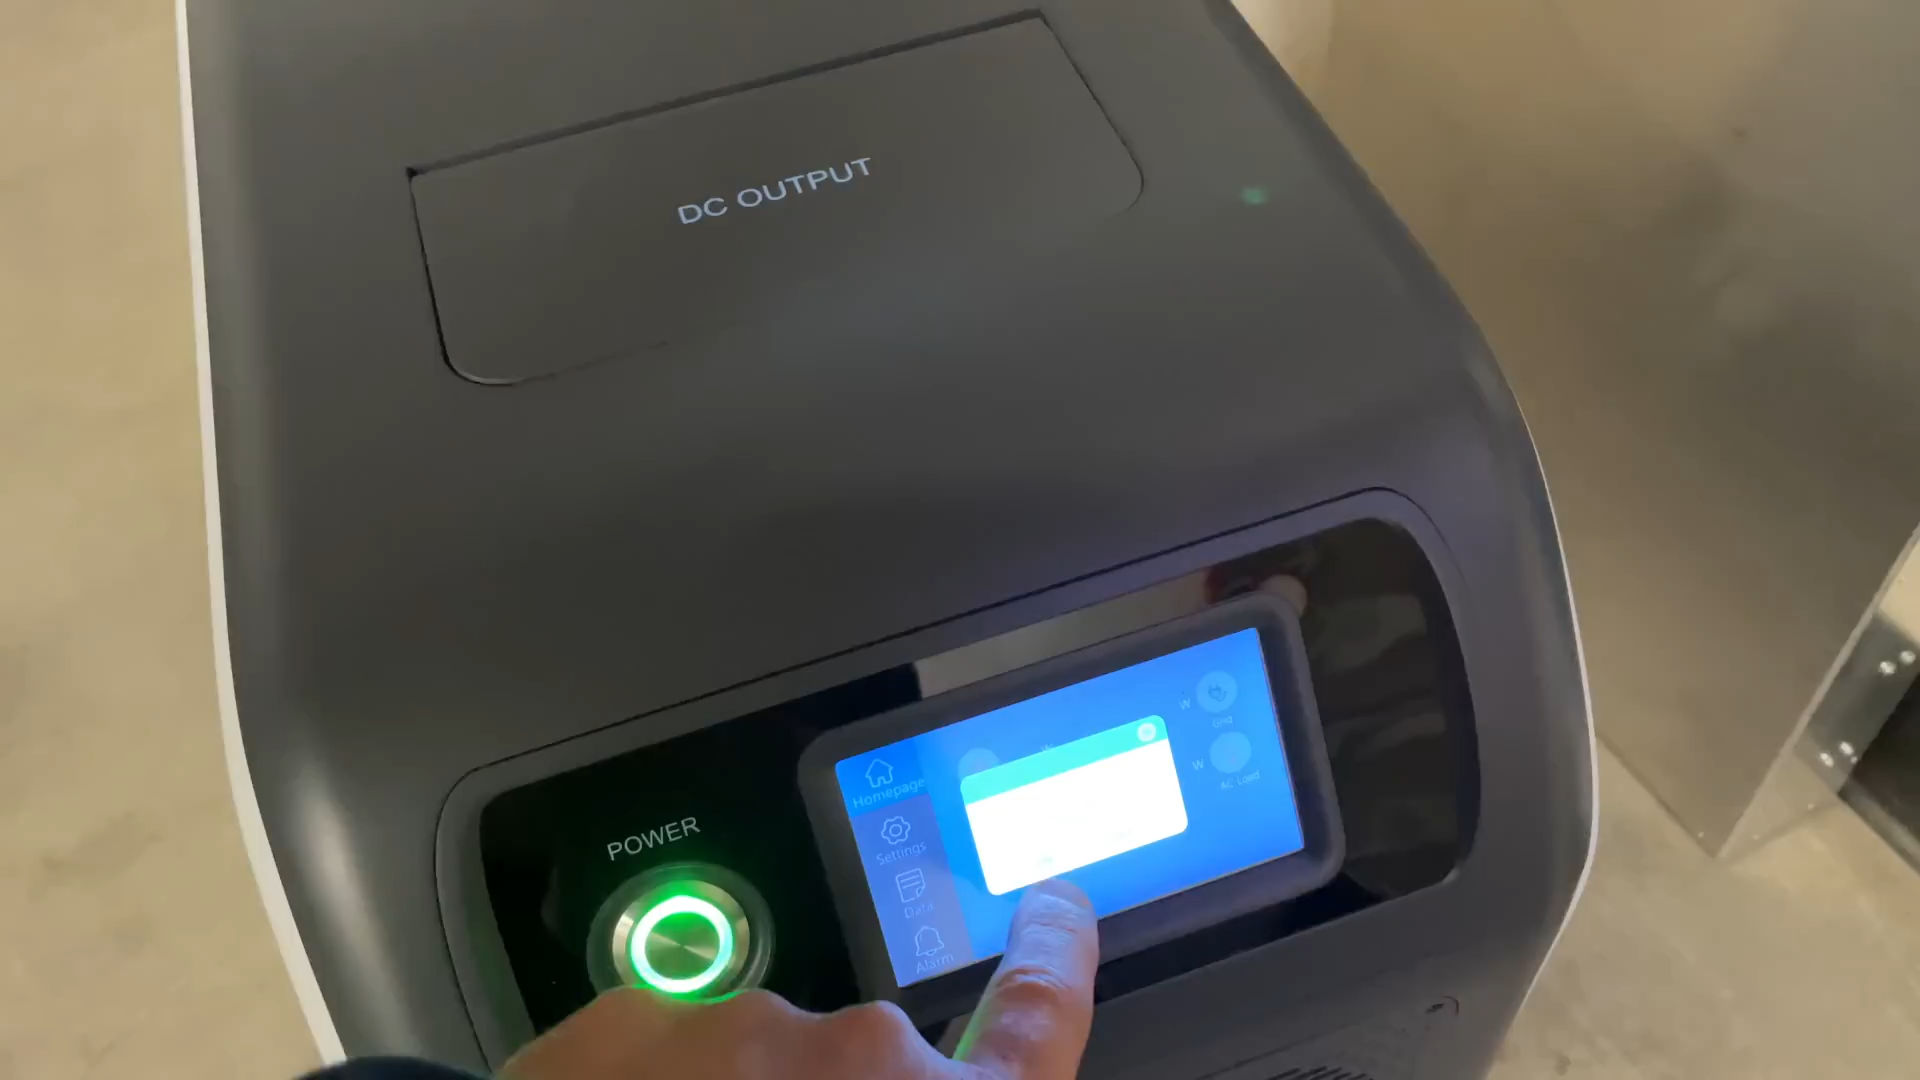 DC OUTPUT
POWER
Homepage
Settings
Data
Alarm
W
Grid
W
AC Load